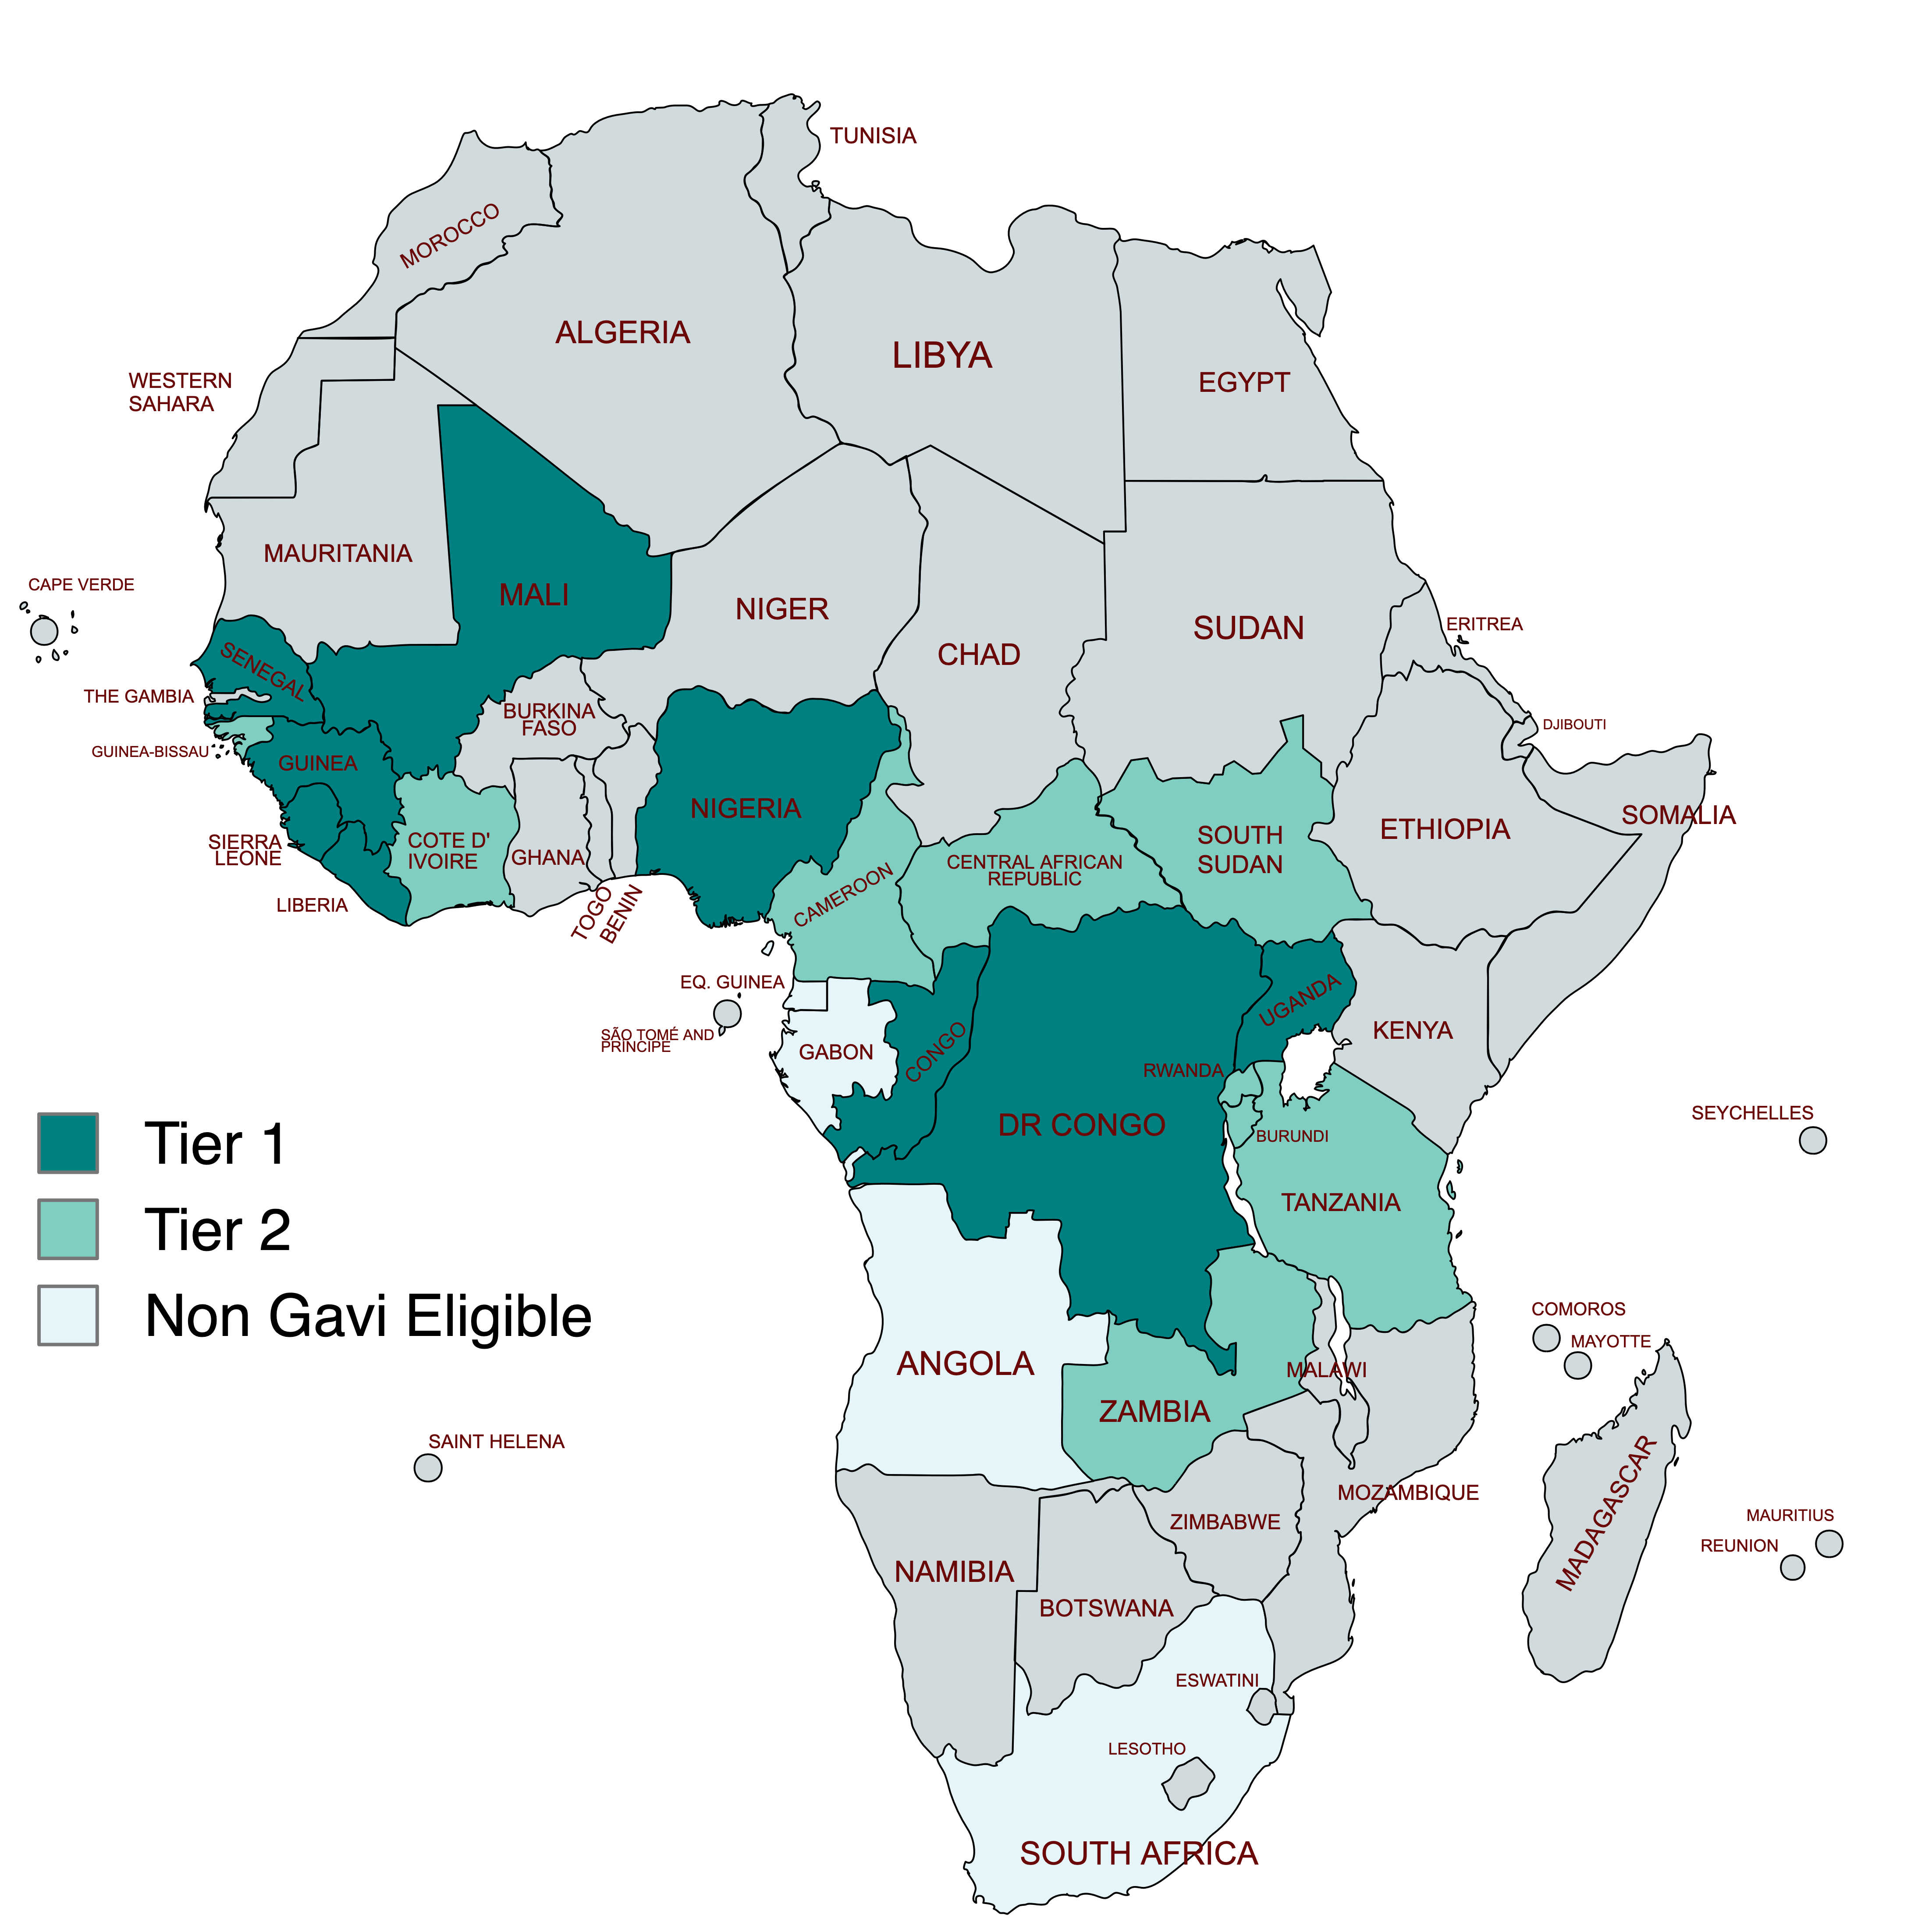 TUNISIA
MOROCCO
ALGERIA
LIBYA
EGYPT
WESTERN
SAHARA
MAURITANIA
MALI
NIGER
CHAD
SUDAN
ERITREA
CAPE VERDE
SENEGAL
THE GAMBIA
GUINEA-BISSAU
GUINEA
BURKINA
FASO
DJIBOUTI
SIERRA
LEONE
LIBERIA
COTE D'
IVOIRE
GHANA
TOGO
BENIN
NIGERIA
CAMEROON
CENTRAL AFRICAN
REPUBLIC
SOUTH
SUDAN
ETHIOPIA
SOMALIA
EQ. GUINEA
SÃO TOMÉ AND
PRÍNCIPE
GABON
CONGO
DR CONGO
RWANDA
UGANDA
KENYA
BURUNDI
TANZANIA
SEYCHELLES
Tier 1
Tier 2
Non Gavi Eligible
COMOROS
MAYOTTE
ANGOLA
ZAMBIA
MALAWI
SAINT HELENA
MOZAMBIQUE
MADAGASCAR
MAURITIUS
REUNION
ZIMBABWE
NAMIBIA
BOTSWANA
ESWATINI
LESOTHO
SOUTH AFRICA